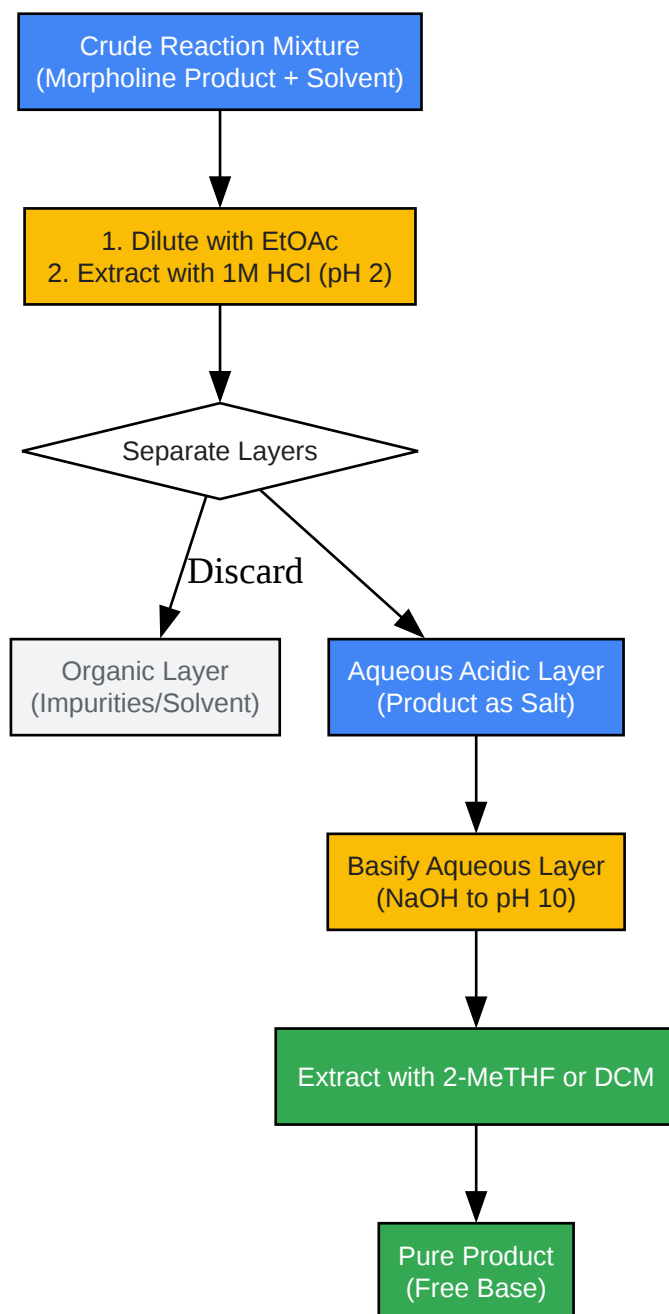 Crude Reaction Mixture
(Morpholine Product + Solvent)
1. Dilute with EtOAc
2. Extract with 1M HCl (pH 2)
Separate Layers
Discard
Organic Layer
(Impurities/Solvent)
Aqueous Acidic Layer
(Product as Salt)
Basify Aqueous Layer
(NaOH to pH 10)
Extract with 2-MeTHF or DCM
Pure Product
(Free Base)